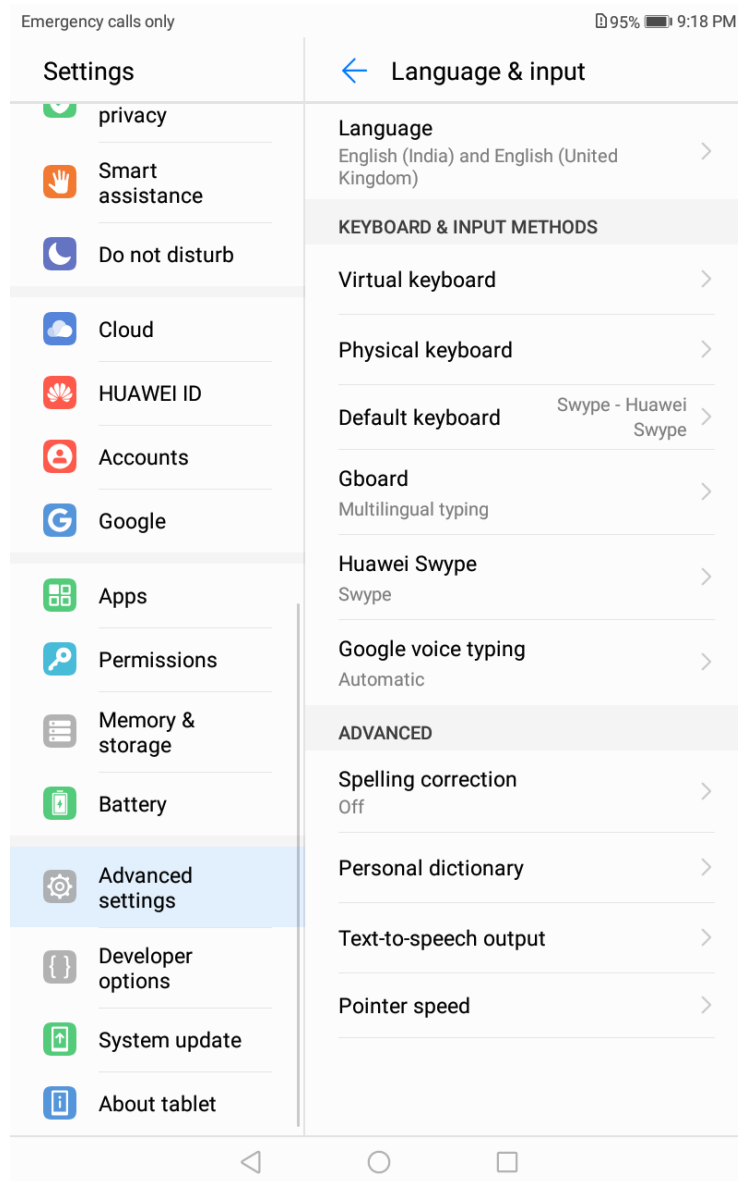 Emergency calls only
95%
9:18 PM
Settings
privacy
Smart
assistance
Do not disturb
Cloud
HUAWEI ID
Accounts
Google
Apps
Permissions
Memory &
storage
Battery
Advanced
settings
Developer
options
System update
About tablet
Language & input
Language
English (India) and English (United
Kingdom)
KEYBOARD & INPUT METHODS
Virtual keyboard
Physical keyboard
Default keyboard
Swype - Huawei
Swype
Gboard
Multilingual typing
Huawei Swype
Swype
Google voice typing
Automatic
ADVANCED
Spelling correction
Off
Personal dictionary
Text-to-speech output
Pointer speed